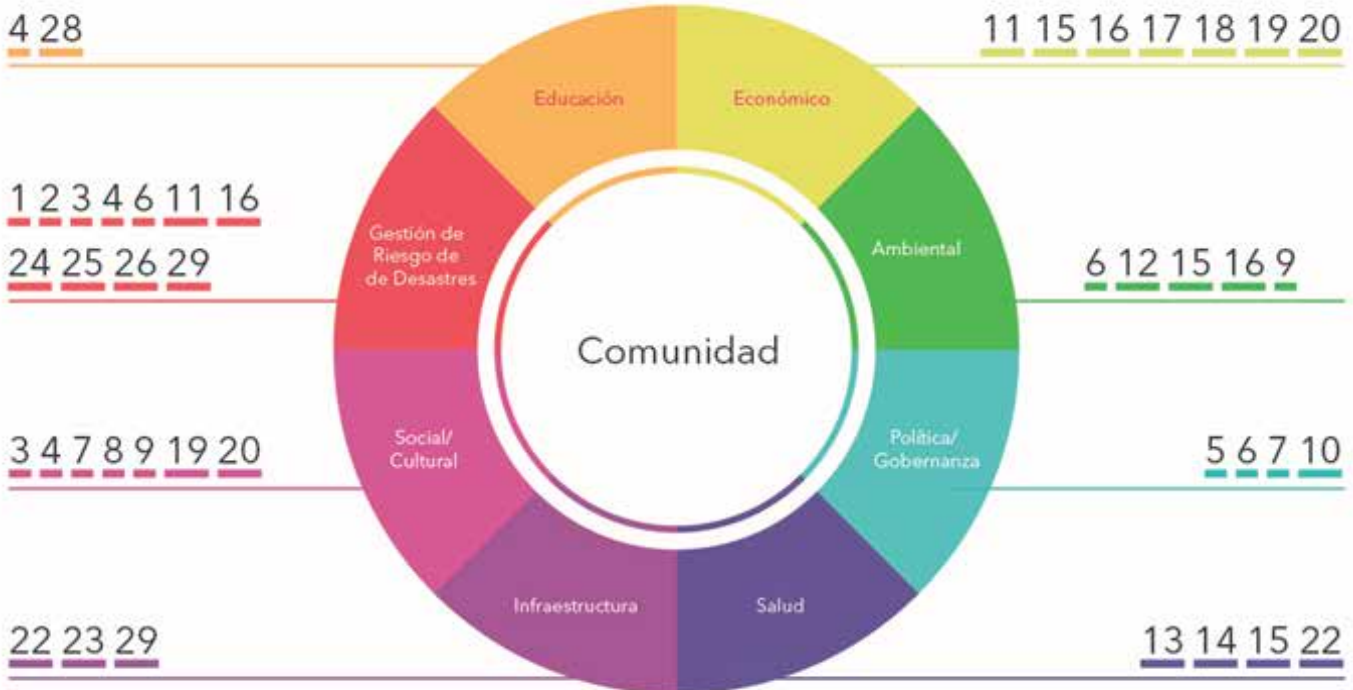 4 28
11 15 16 17 18 19 20
Educación
Económico
1 2 3 4 6 11 16
24 25 26 29
Gestión de
Riesgo de
de Desastres
Ambiental
6 12 15 16 9
Comunidad
3 4 7 8 9 19 20
Social/
Cultural
Política/
Gobernanza
5 6 7 10
Infraestructura
Salud
22 23 29
13 14 15 22